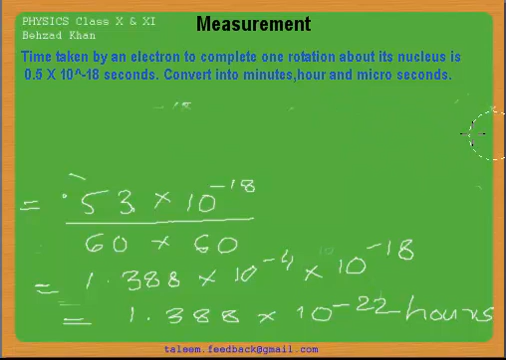 PHYSICS Class X & XI
Behzad Khan
Measurement
Time taken by an electron to complete one rotation about its nucleus is
0.5 X 10^-18 seconds. Convert into minutes,hour and micro seconds.
-18
= .53 × 10^-18
60 × 60
= 1.388 × 10^-4 × 10^-18
= 1.388 × 10^-22 hours
taleem.feedback@gmail.com